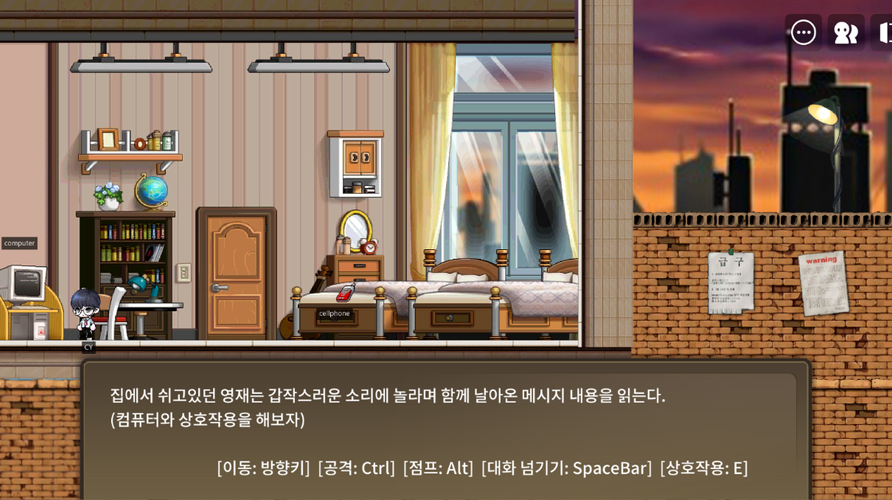 computer
급 구
warning
cellphone
CY
집에서 쉬고있던 영재는 갑작스러운 소리에 놀라며 함께 날아온 메시지 내용을 읽는다.
(컴퓨터와 상호작용을 해보자)
[이동: 방향키] [공격: Ctrl] [점프: Alt] [대화 넘기기: SpaceBar] [상호작용: E]